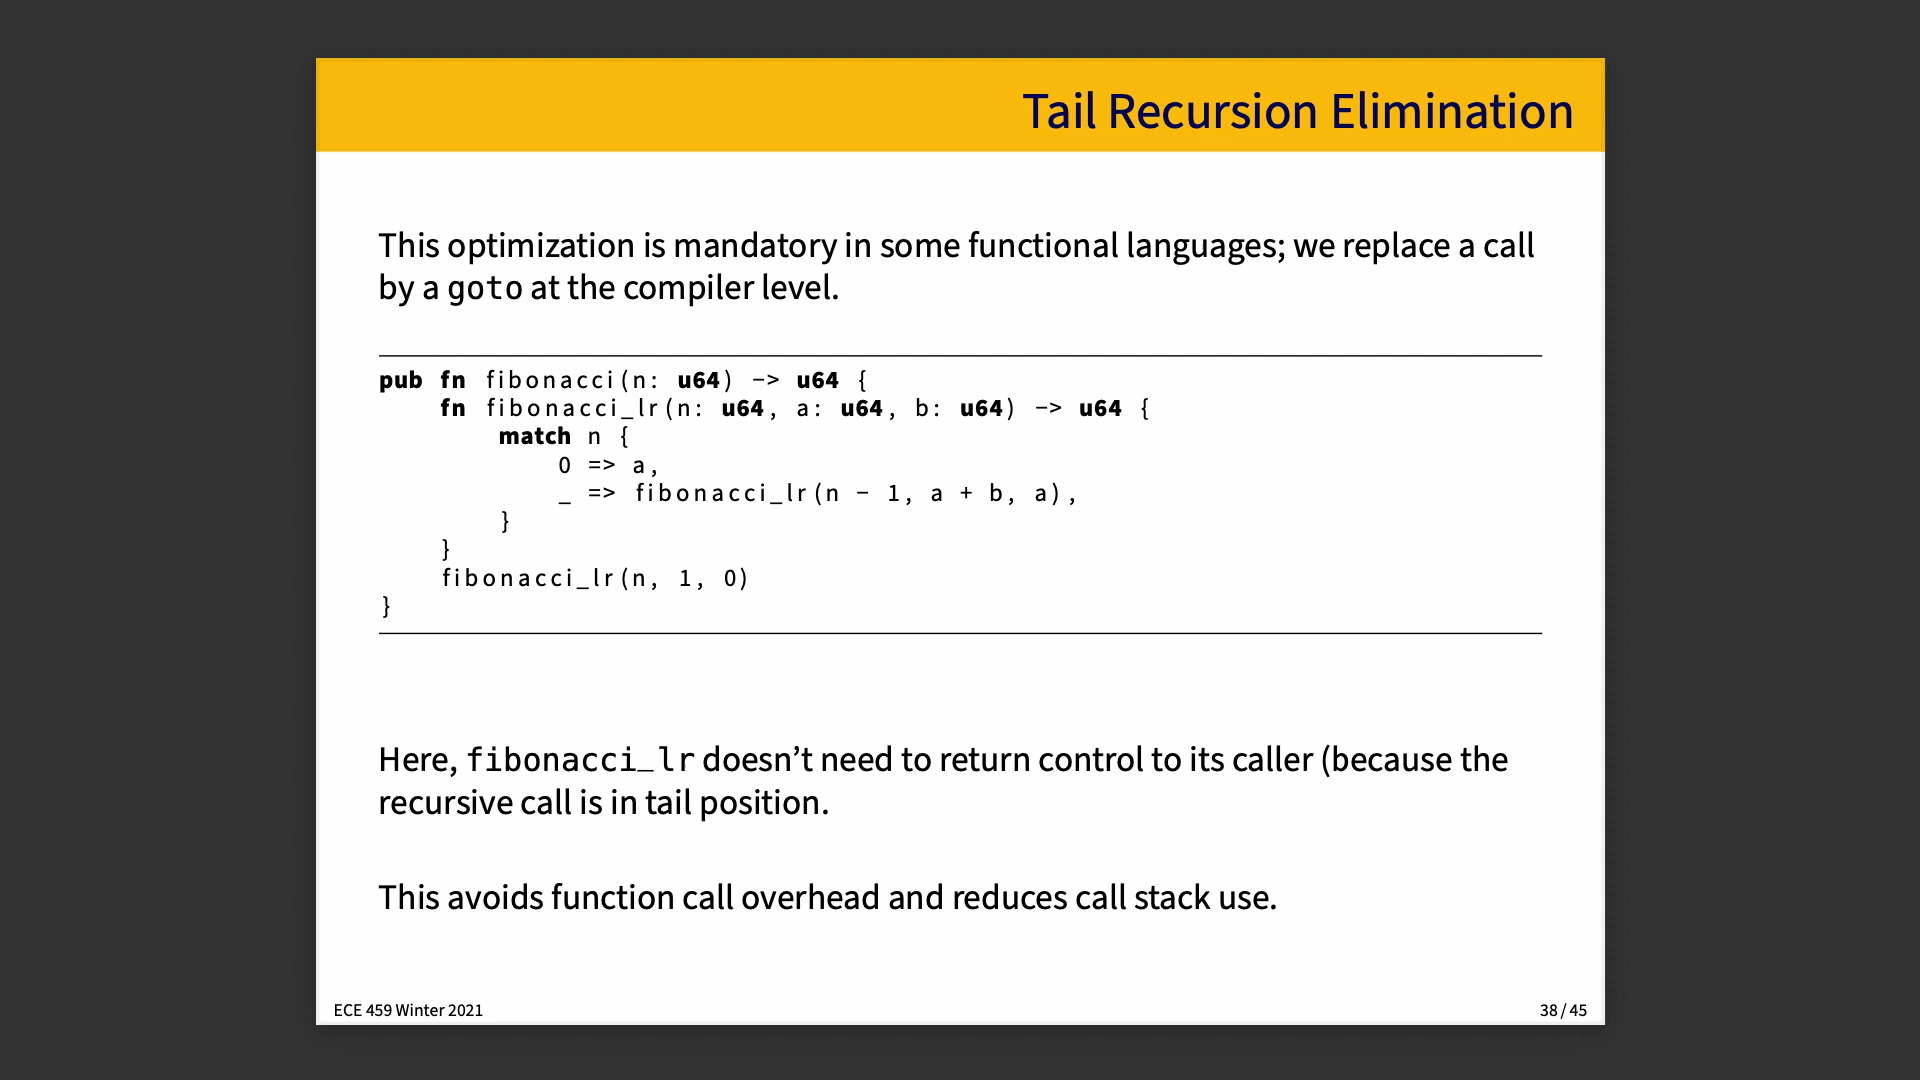 Tail Recursion Elimination
This optimization is mandatory in some functional languages; we replace a call
by a goto at the compiler level.
pub fn fibonacci(n: u64) -> u64 {
    fn fibonacci_lr(n: u64, a: u64, b: u64) -> u64 {
        match n {
            0 => a,
            _ => fibonacci_lr(n - 1, a + b, a),
        }
    }
    fibonacci_lr(n, 1, 0)
}
Here, fibonacci_lr doesn’t need to return control to its caller (because the
recursive call is in tail position.
This avoids function call overhead and reduces call stack use.
ECE 459 Winter 2021
38 / 45